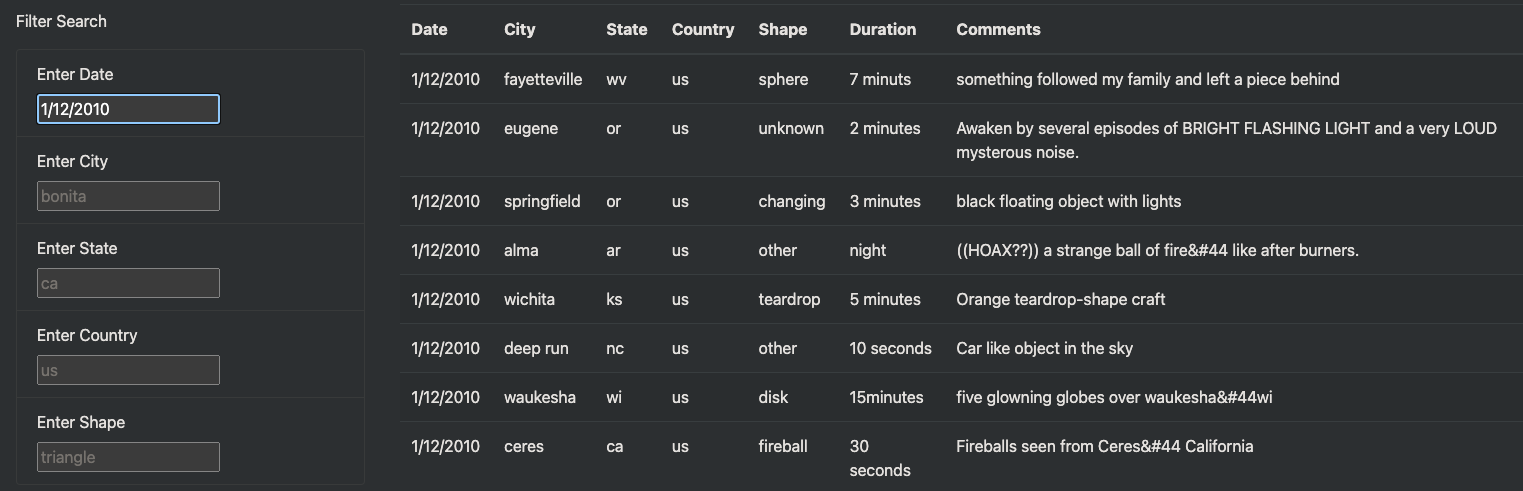 Filter Search
Enter Date
1/12/2010
Enter City
bonita
Enter State
ca
Enter Country
us
Enter Shape
triangle
Date City State Country Shape Duration Comments
1/12/2010 fayetteville wv us sphere 7 minuts something followed my family and left a piece behind
1/12/2010 eugene or us unknown 2 minutes Awaken by several episodes of BRIGHT FLASHING LIGHT and a very LOUD
mysterous noise.
1/12/2010 springfield or us changing 3 minutes black floating object with lights
1/12/2010 alma ar us other night ((HOAX??)) a strange ball of fire&#44 like after burners.
1/12/2010 wichita ks us teardrop 5 minutes Orange teardrop-shape craft
1/12/2010 deep run nc us other 10 seconds Car like object in the sky
1/12/2010 waukesha wi us disk 15minutes five glowning globes over waukesha&#44wi
1/12/2010 ceres ca us fireball 30 Fireballs seen from Ceres&#44 California
seconds